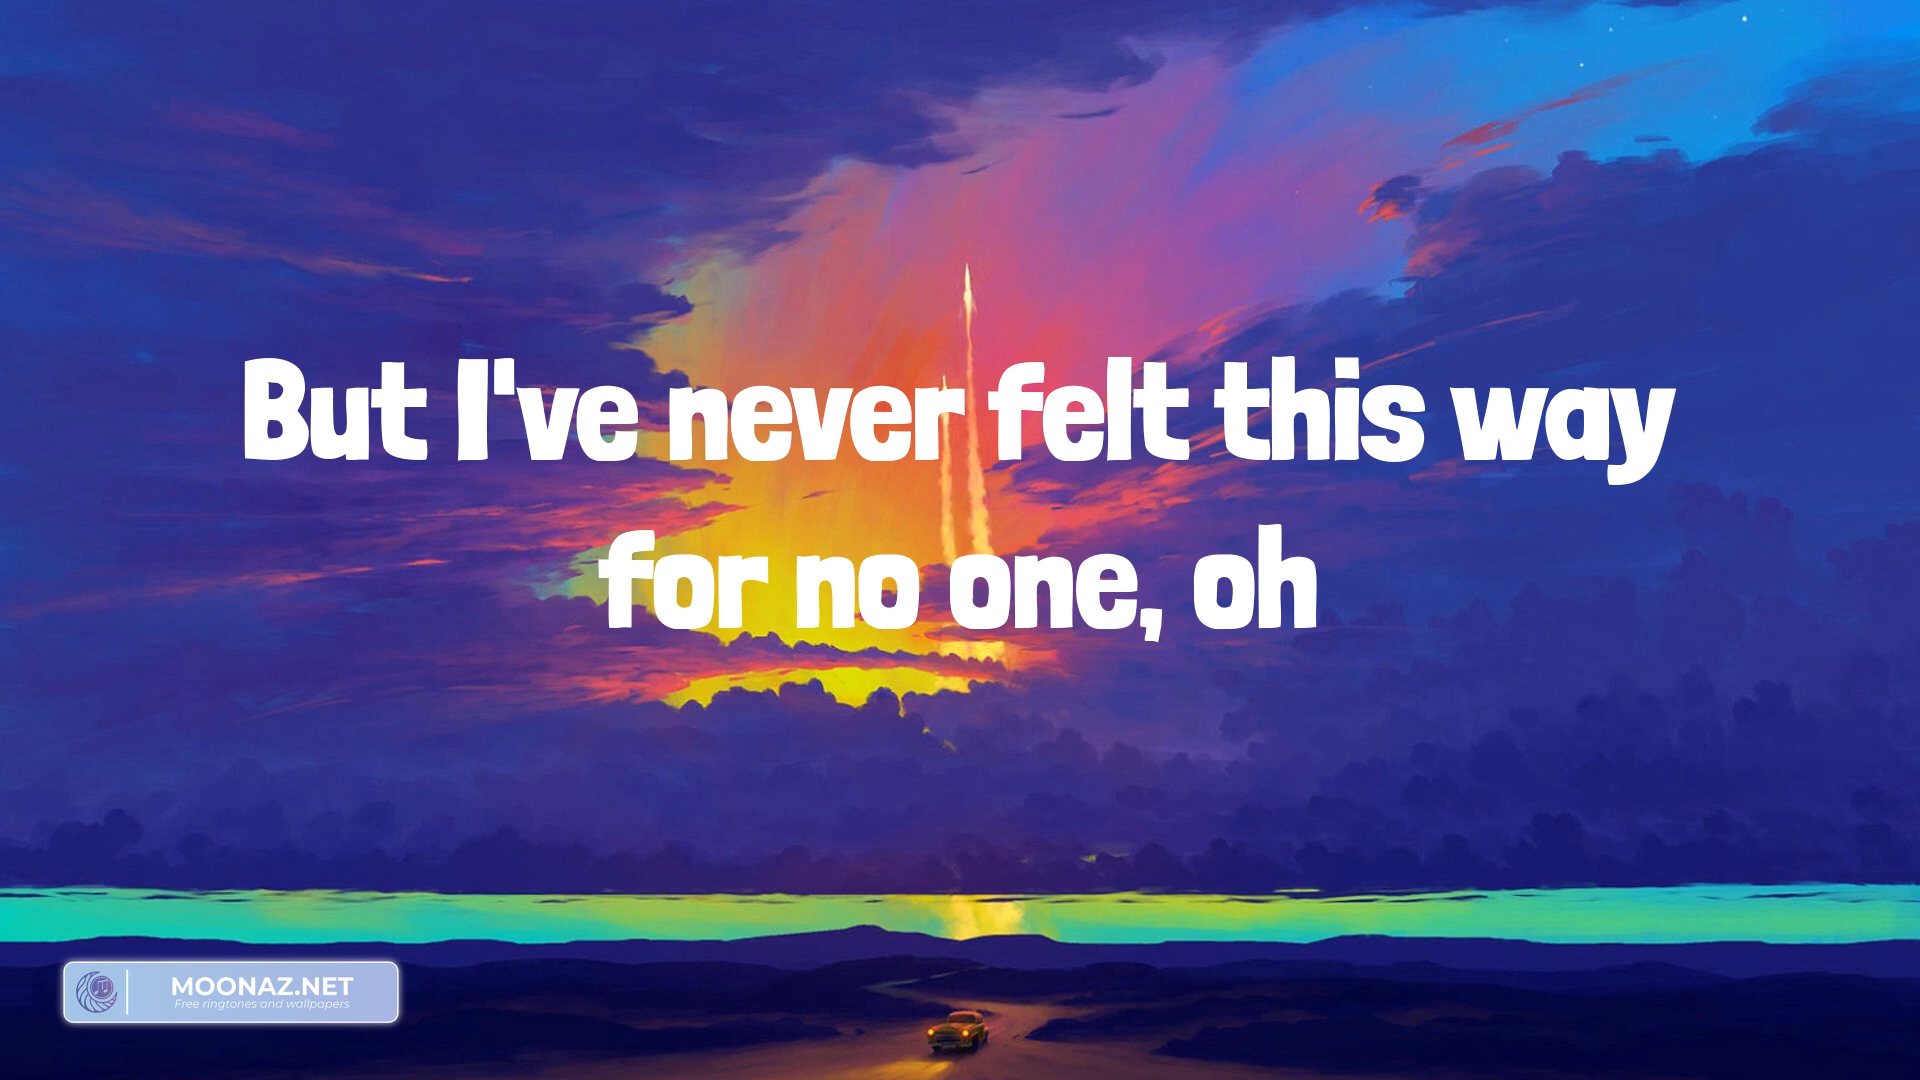 But I've never felt this way
for no one, oh
MOONAZ.NET
Free ringtones and wallpapers